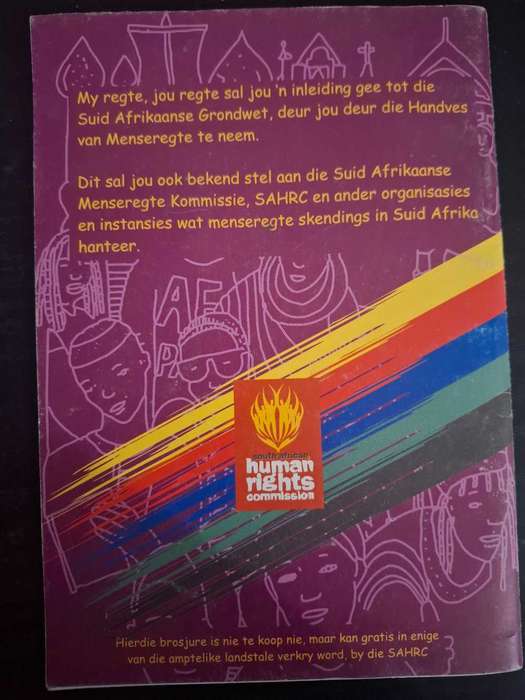 My regte, jou regte sal jou 'n inleiding gee tot die
Suid Afrikaanse Grondwet, deur jou deur die Handves
van Menseregte te neem.
Dit sal jou ook bekend stel aan die Suid Afrikaanse
Menseregte Kommissie, SAHRC en ander organisasies
en instansies wat menseregte skendings in Suid Afrika
hanteer.
south african
human
rights
commission
Hierdie brosjure is nie te koop nie, maar kan gratis in enige
van die amptelike landstale verkry word, by die SAHRC